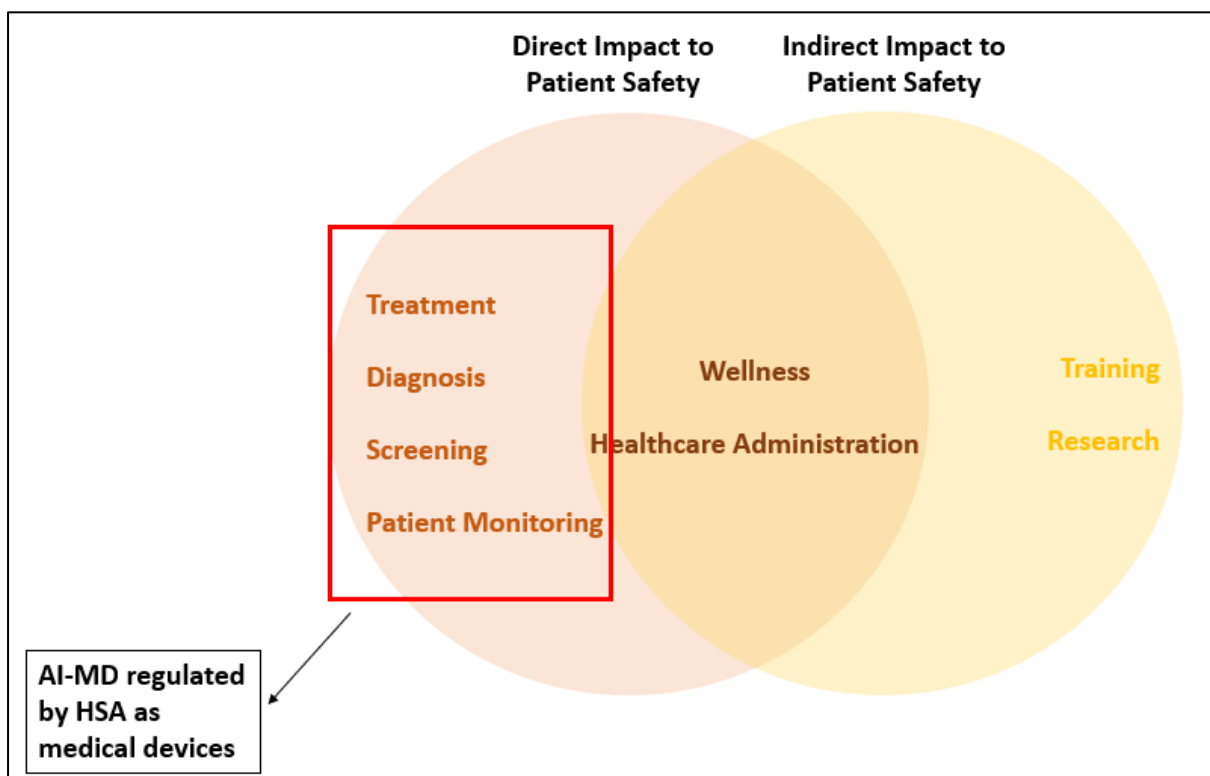 Direct Impact to
Patient Safety
Indirect Impact to
Patient Safety
Treatment
Diagnosis
Screening
Patient Monitoring
Wellness
Healthcare Administration
Training
Research
AI-MD regulated
by HSA as
medical devices